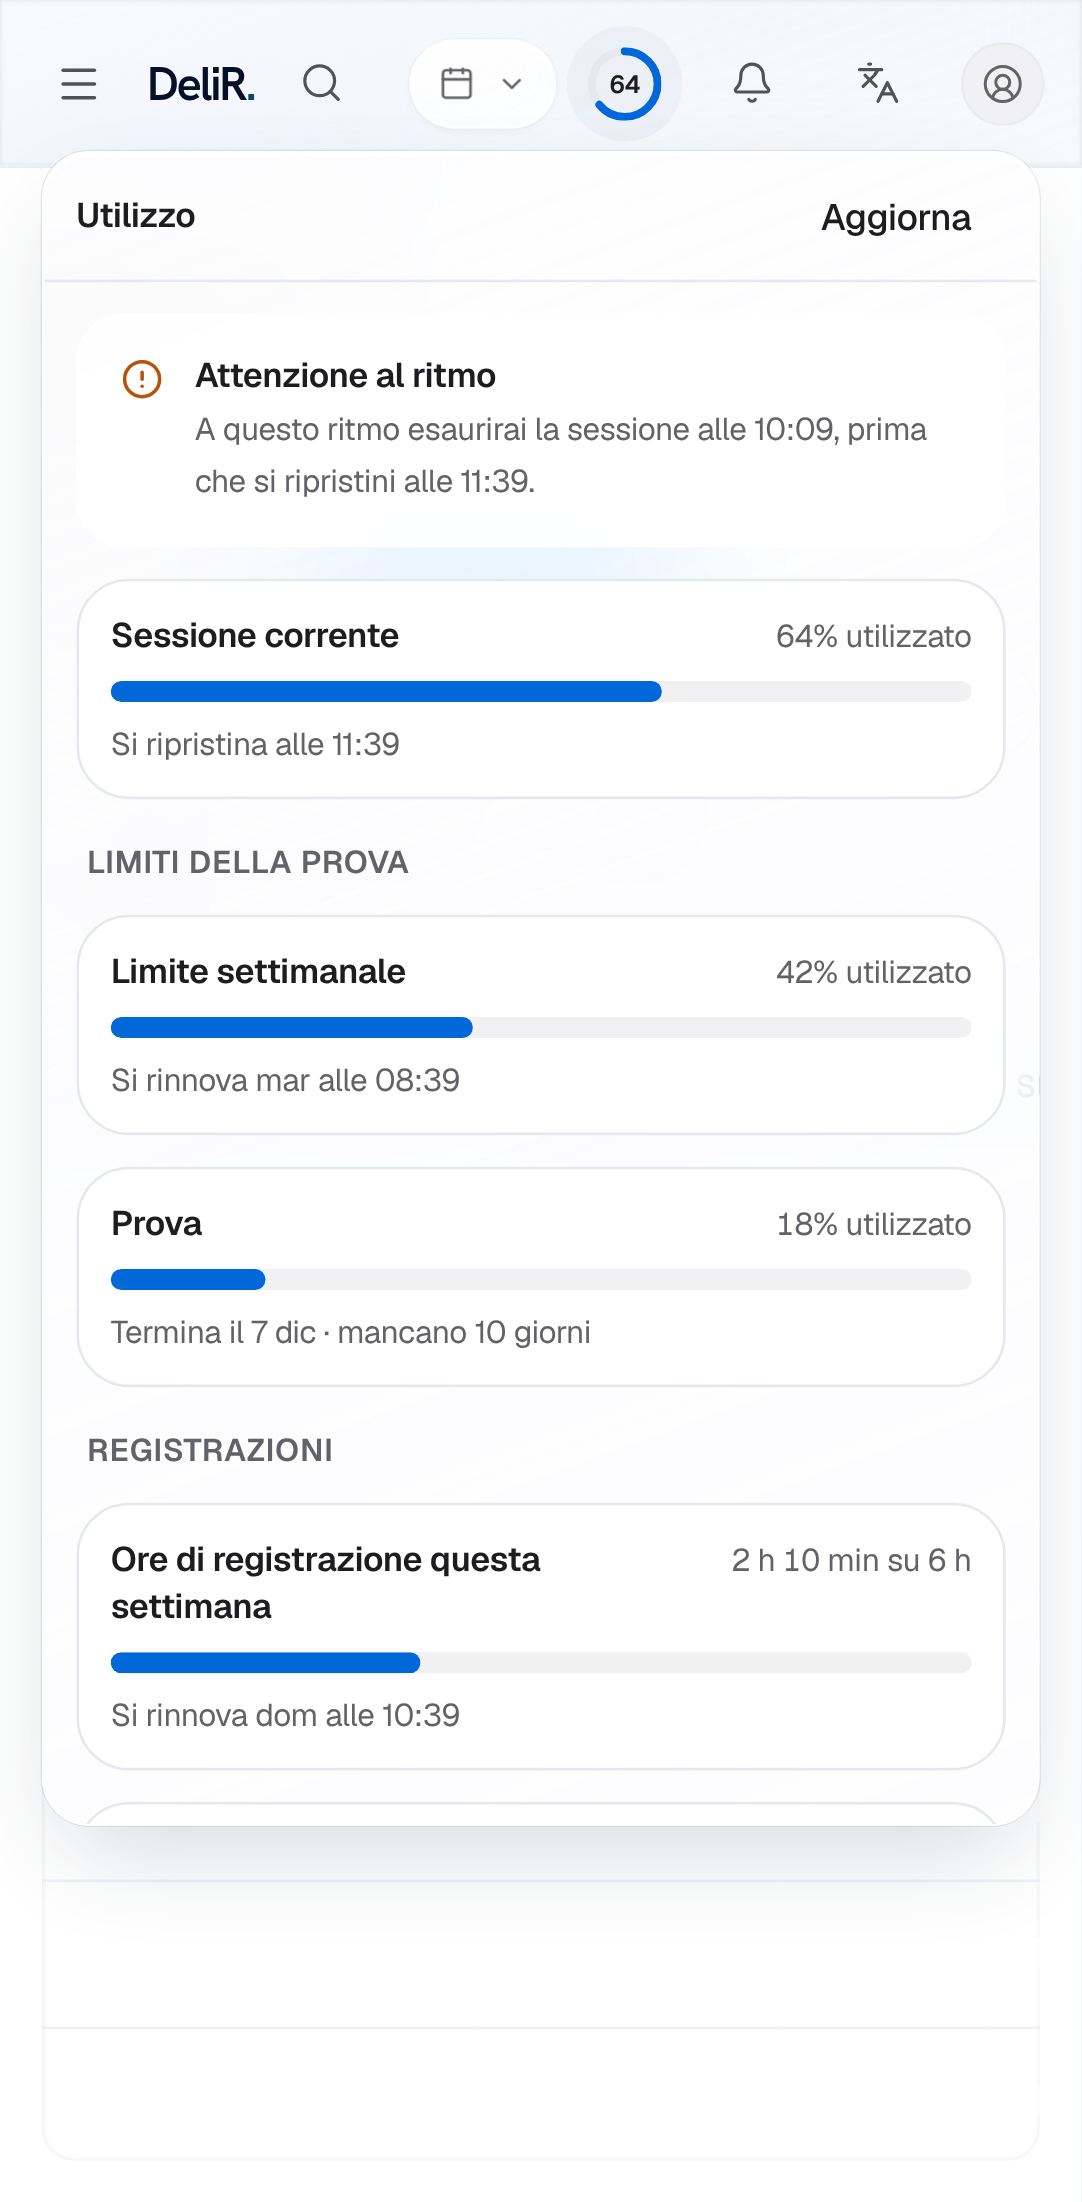 DeliR.
64
Utilizzo
Aggiorna
Attenzione al ritmo
A questo ritmo esaurirai la sessione alle 10:09, prima
che si ripristini alle 11:39.
Sessione corrente
64% utilizzato
Si ripristina alle 11:39
LIMITI DELLA PROVA
Limite settimanale
42% utilizzato
Si rinnova mar alle 08:39
Prova
18% utilizzato
Termina il 7 dic · mancano 10 giorni
REGISTRAZIONI
Ore di registrazione questa
settimana
2 h 10 min su 6 h
Si rinnova dom alle 10:39